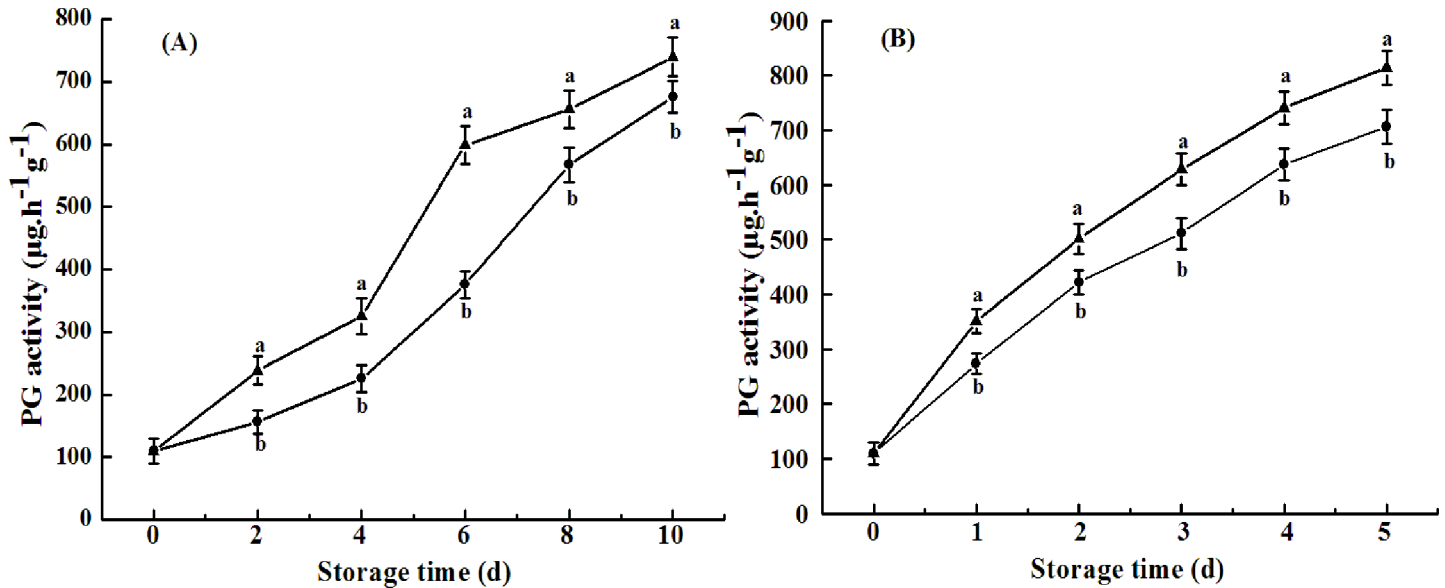 (A)
PG activity (µg.h⁻¹g⁻¹)
800
700
600
500
400
300
200
100
0
a
a
a
a
a
b
b
b
b
b
0 2 4 6 8 10
Storage time (d)
(B)
PG activity (µg.h⁻¹g⁻¹)
900
800
700
600
500
400
300
200
100
0
a
a
a
a
a
b
b
b
b
b
0 1 2 3 4 5
Storage time (d)